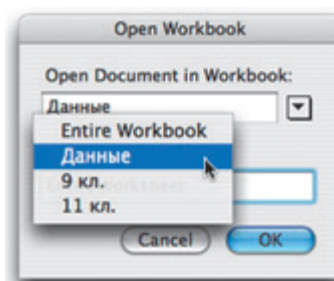 Open Workbook
Open Document in Workbook:
Данные
Entire Workbook
Данные
9 кл.
11 кл.
Cancel
OK